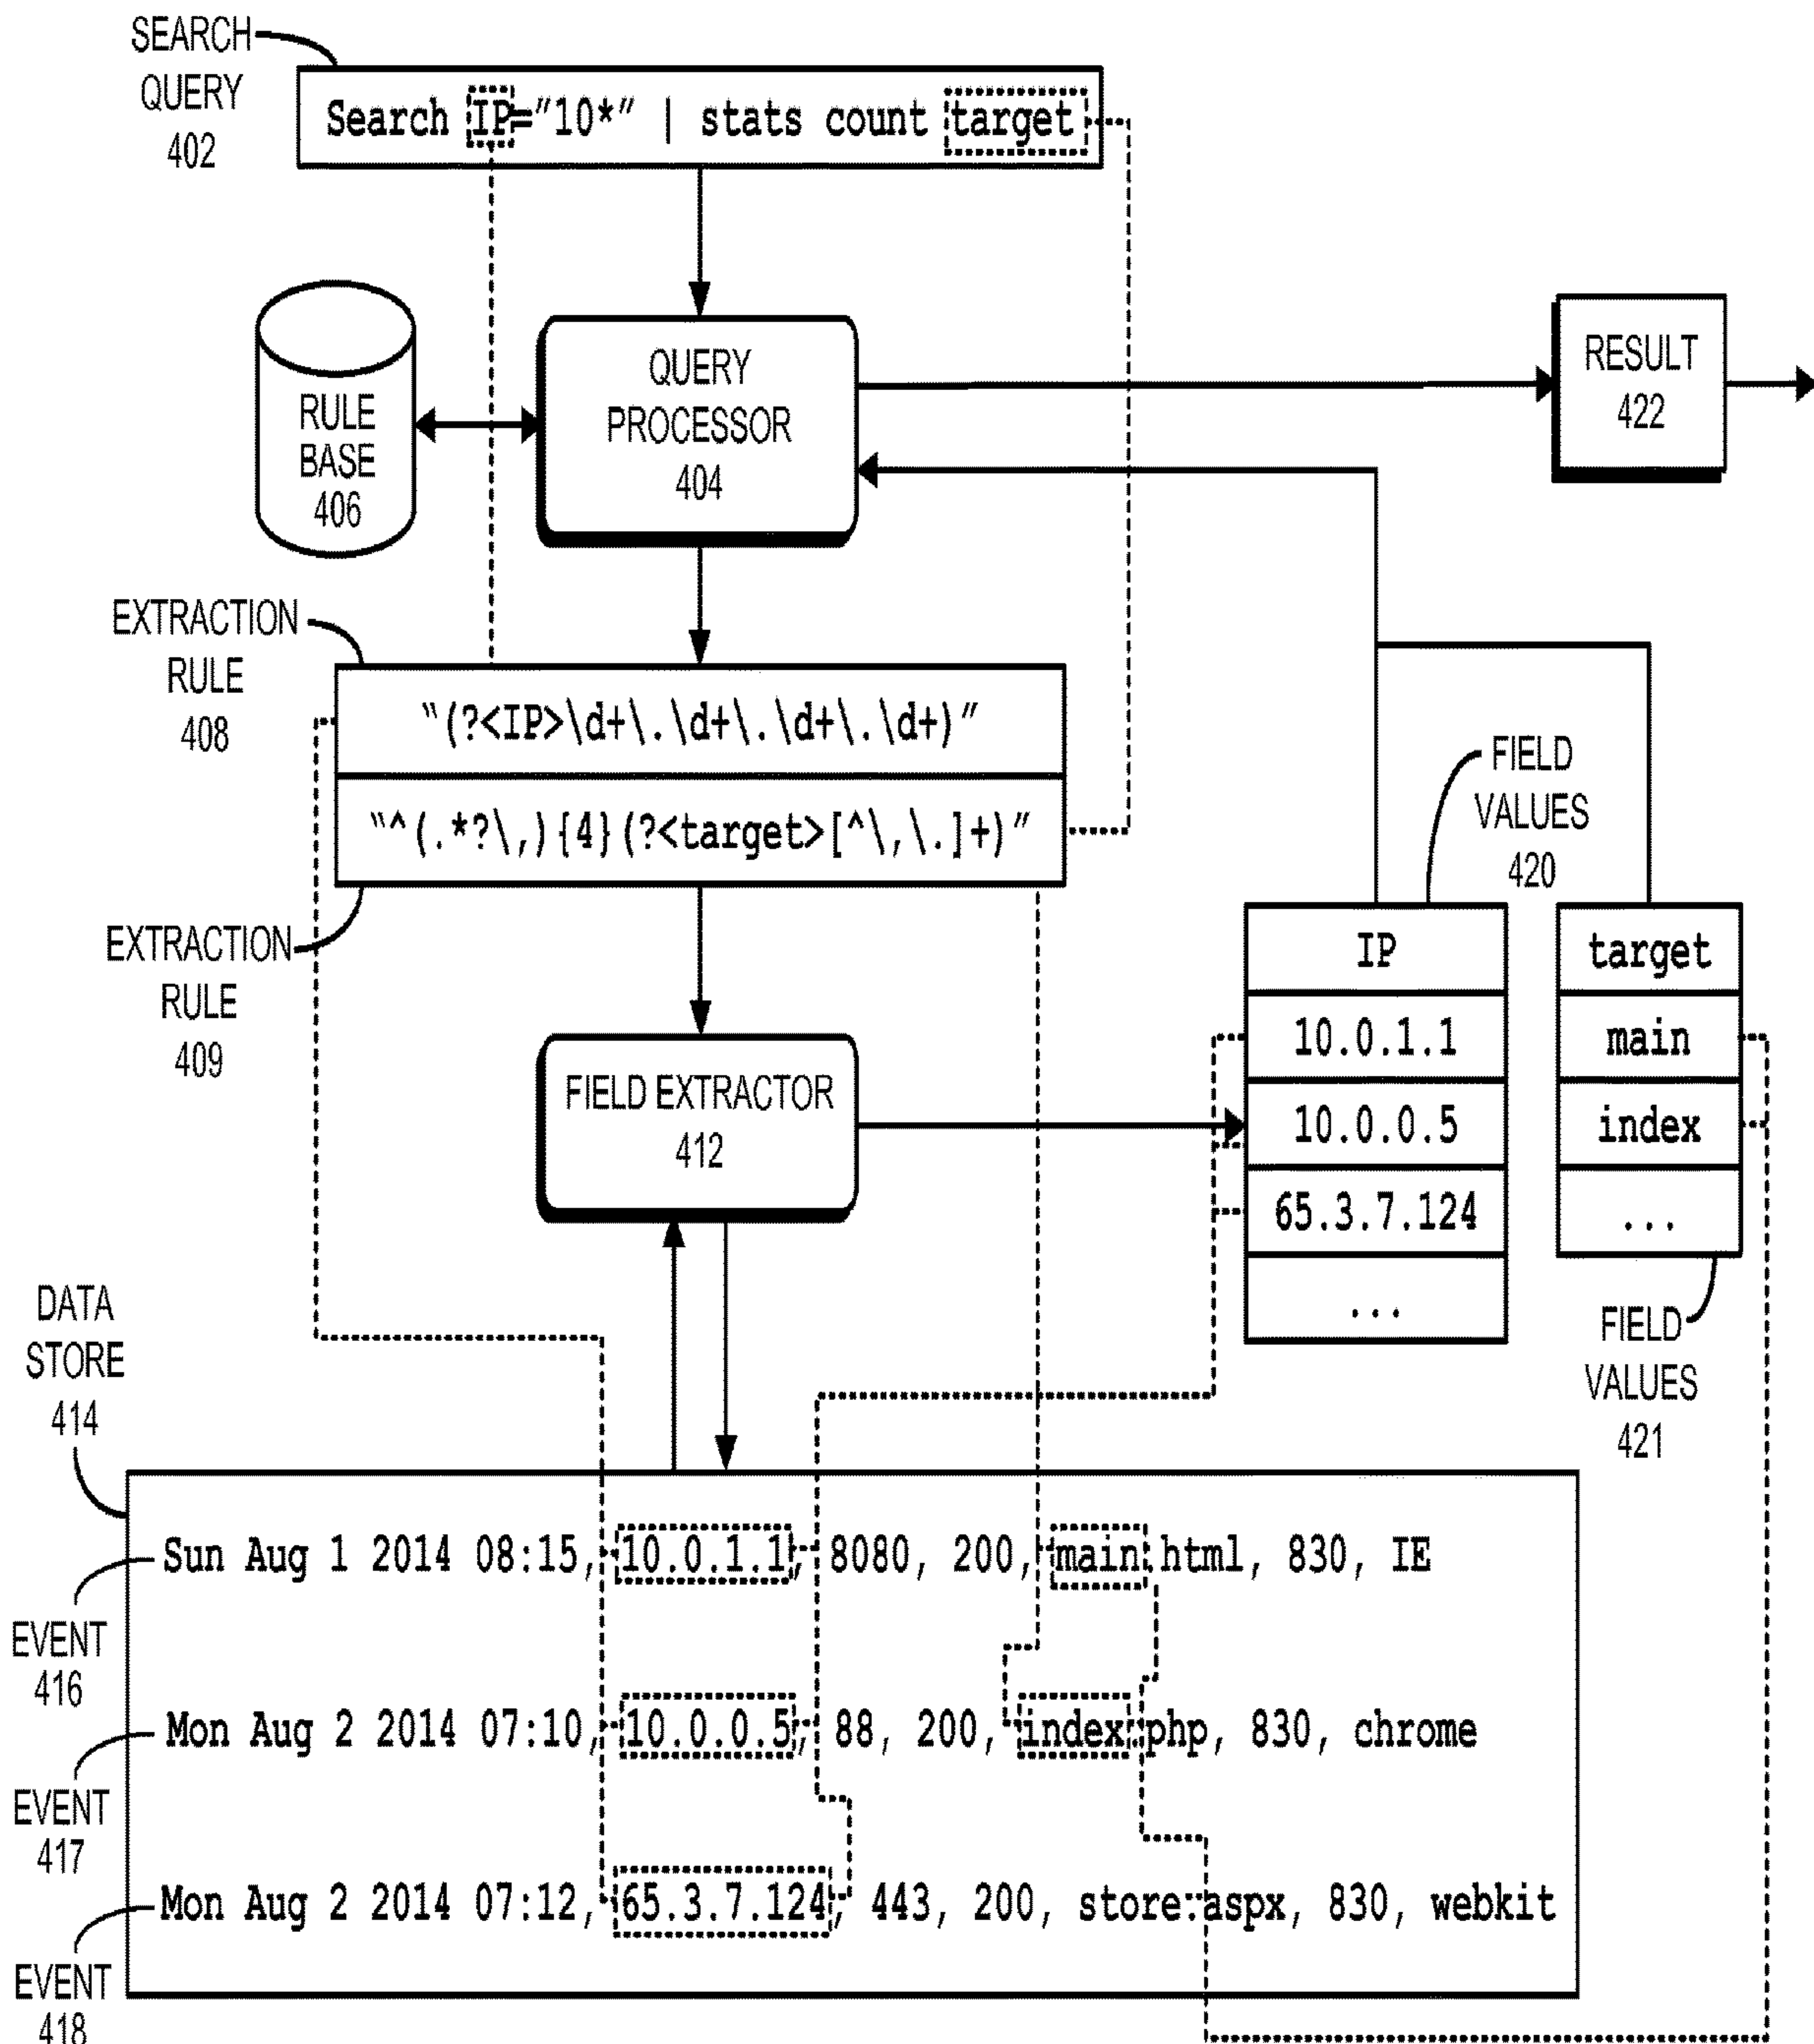 SEARCH
QUERY
402
Search IP="10*" | stats count target
RULE
BASE
406
QUERY
PROCESSOR
404
RESULT
422
EXTRACTION
RULE
408
"(?<IP>\d+\.\d+\.\d+\.\d+)"
"^(.*?\,){4}(?<target>[^\,\.]+)"
EXTRACTION
RULE
409
FIELD
VALUES
420
FIELD EXTRACTOR
412
IP
10.0.1.1
10.0.0.5
65.3.7.124
...
target
main
index
...
FIELD
VALUES
421
DATA
STORE
414
Sun Aug 1 2014 08:15, 10.0.1.1, 8080, 200, main.html, 830, IE
EVENT
416
Mon Aug 2 2014 07:10, 10.0.0.5, 88, 200, index.php, 830, chrome
EVENT
417
Mon Aug 2 2014 07:12, 65.3.7.124, 443, 200, store.aspx, 830, webkit
EVENT
418